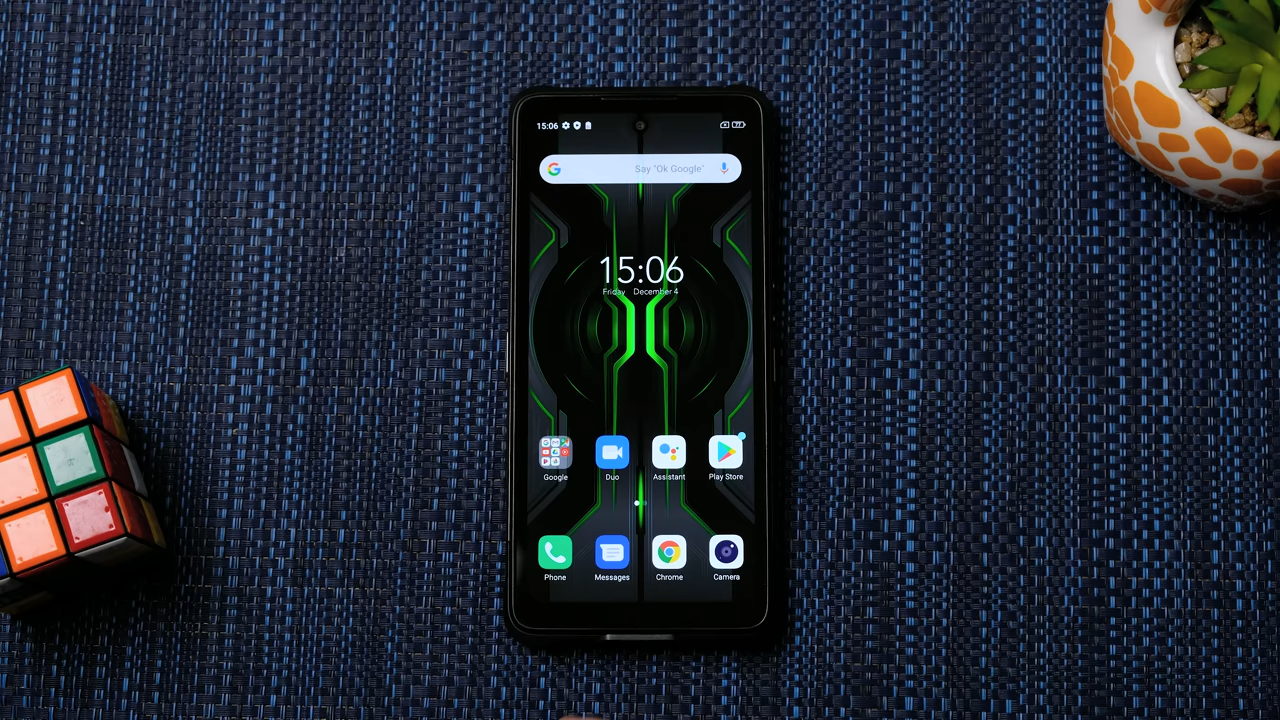 15:06
77
Say "Ok Google"
15:06
Friday December 4
Google
Duo
Assistant
Play Store
Phone
Messages
Chrome
Camera